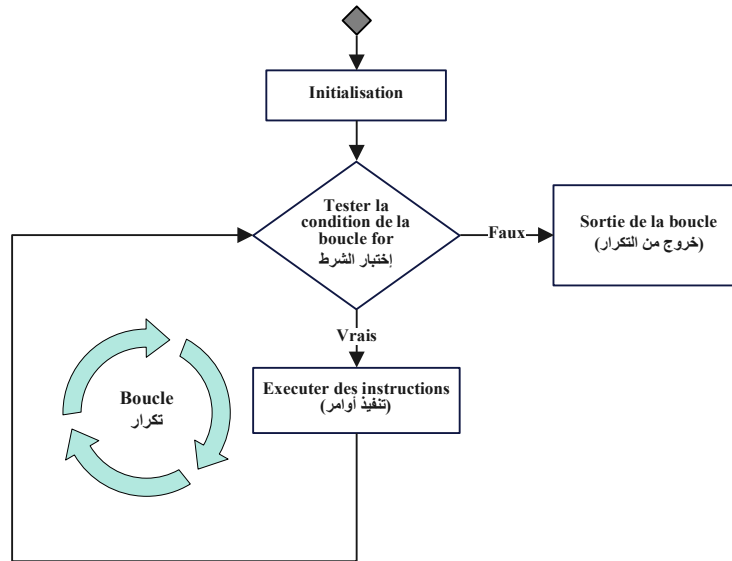 Initialisation
Tester la
condition de la
boucle for
إختبار الشرط
Faux
Sortie de la boucle
(خروج من التكرار)
Vrais
Executer des instructions
(تنفيذ أوامر)
Boucle
تكرار